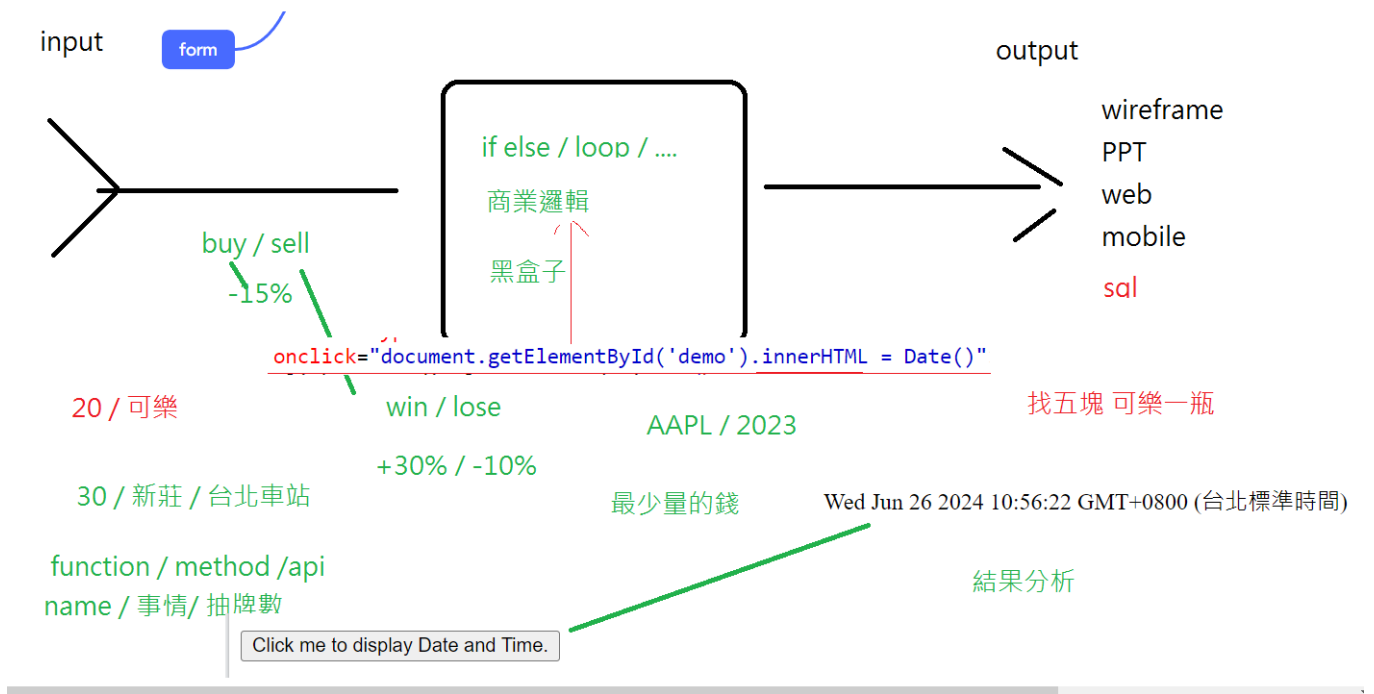 input
form
output
wireframe
PPT
web
mobile
sql
if else / loop / ....
商業邏輯
黑盒子
buy / sell
-15%
onclick="document.getElementById('demo').innerHTML = Date()"
20 / 可樂
win / lose
+30% / -10%
AAPL / 2023
找五塊 可樂一瓶
30 / 新莊 / 台北車站
最少量的錢
Wed Jun 26 2024 10:56:22 GMT+0800 (台北標準時間)
function / method /api
name / 事情/ 抽牌數
結果分析
Click me to display Date and Time.